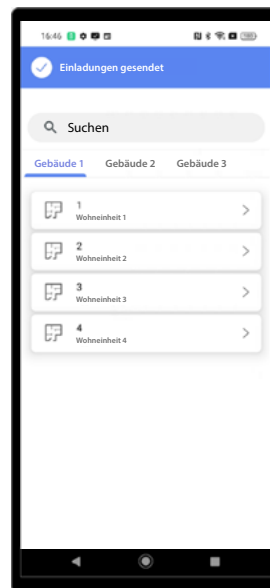 16:46
Einladungen gesendet
Suchen
Gebäude 1 Gebäude 2 Gebäude 3
1
Wohneinheit 1
2
Wohneinheit 2
3
Wohneinheit 3
4
Wohneinheit 4